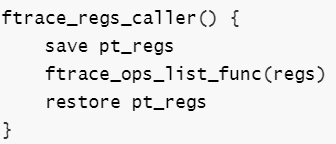 ftrace_regs_caller() {
    save pt_regs
    ftrace_ops_list_func(regs)
    restore pt_regs
}